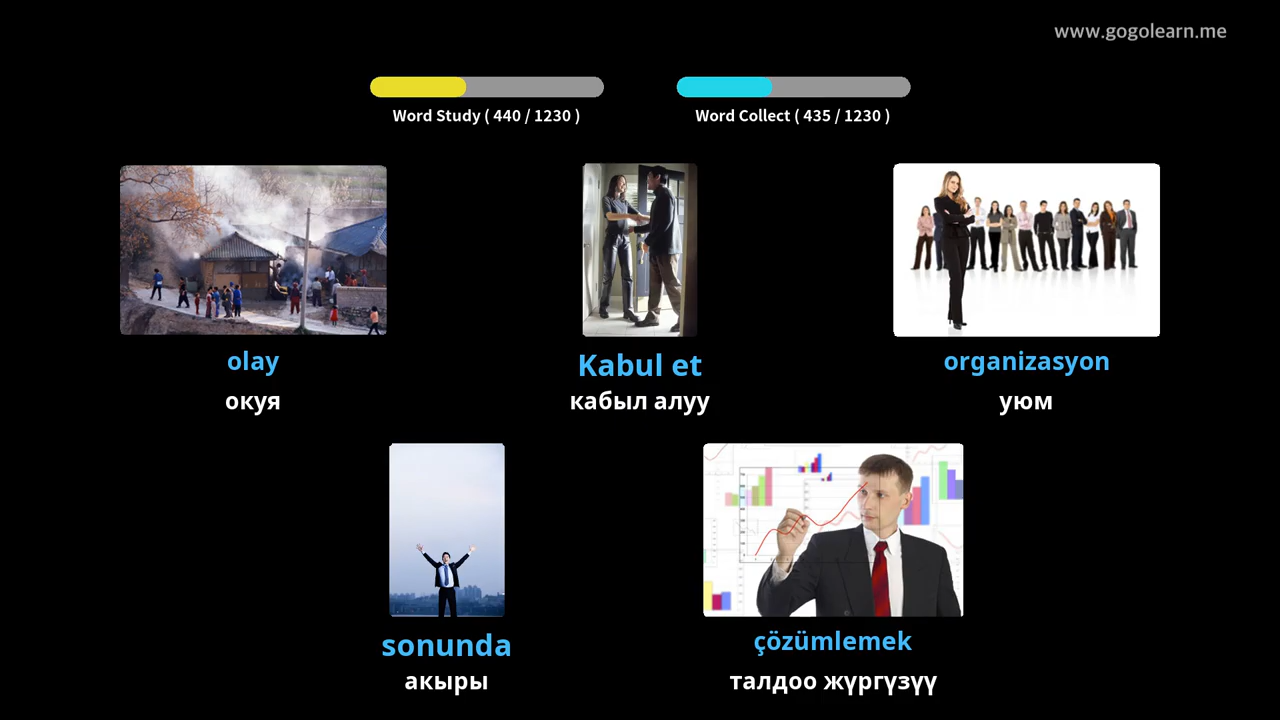 www.gogolearn.me
Word Study ( 440 / 1230 )
Word Collect ( 435 / 1230 )
olay
окуя
Kabul et
кабыл алуу
organizasyon
уюм
sonunda
акыры
çözümlemek
талдоо жүргүзүү